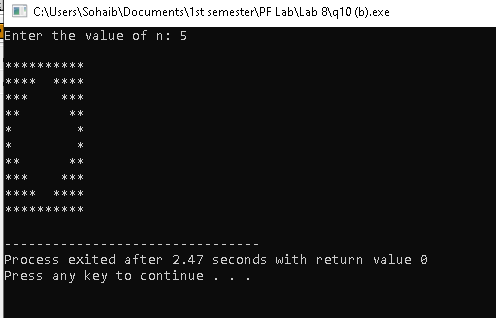 C:\Users\Sohaib\Documents\1st semester\PF Lab\Lab 8\q10 (b).exe
Enter the value of n: 5
**********
****  ****
***    ***
**      **
*        *
*        *
**      **
***    ***
****  ****
**********
--------------------------------
Process exited after 2.47 seconds with return value 0
Press any key to continue . . .